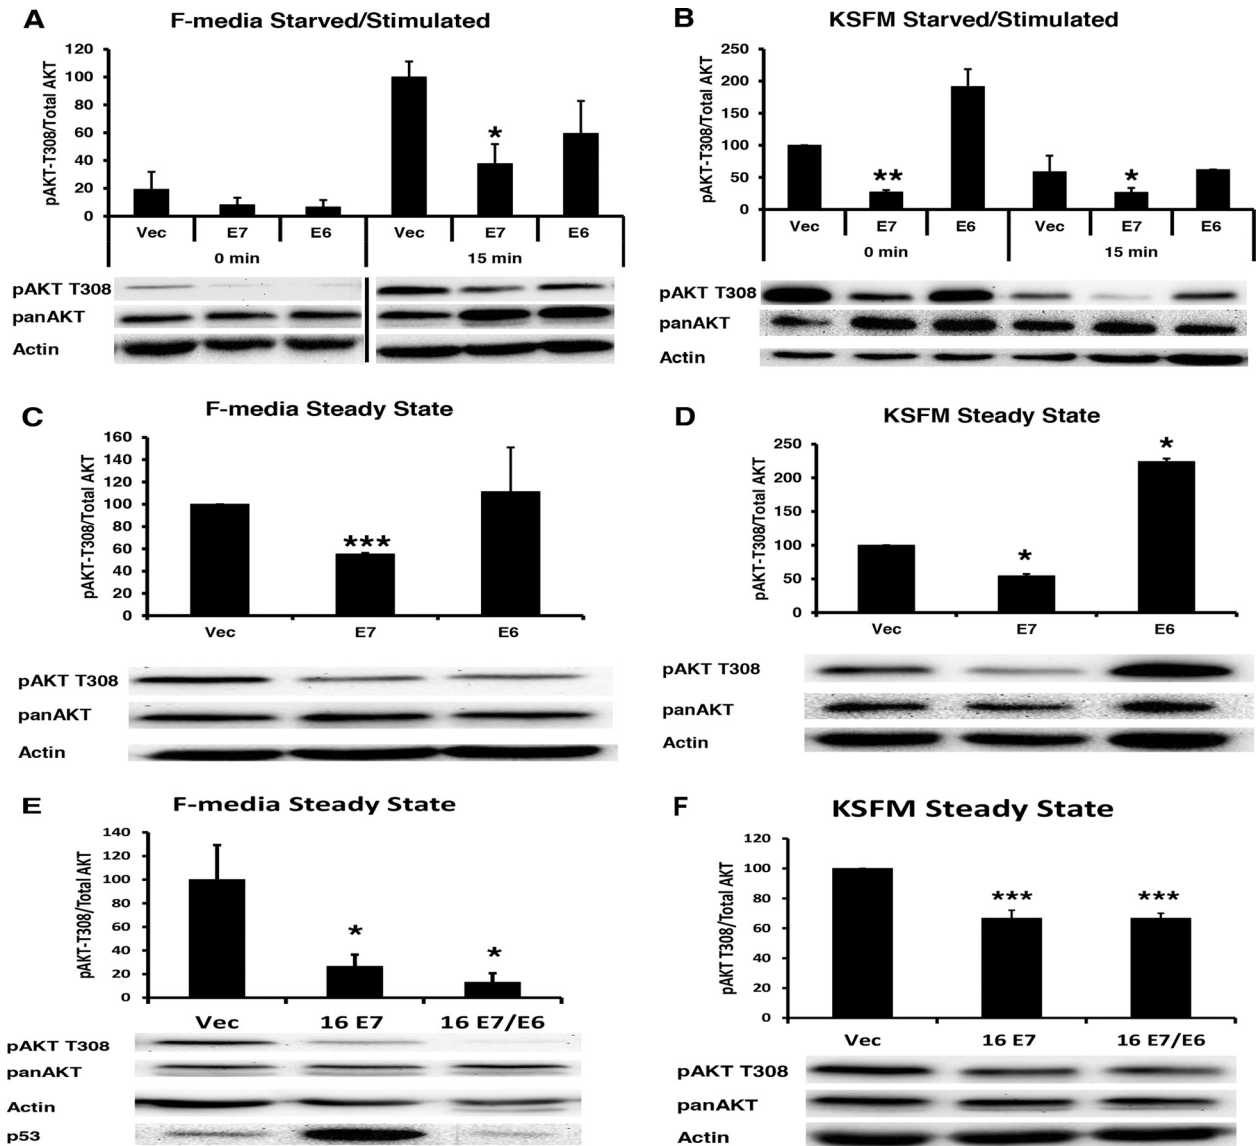 A F-media Starved/Stimulated
pAKT-T308/Total AKT
120
100
80
60
40
20
0
*
Vec E7 E6 Vec E7 E6
0 min 15 min
pAKT T308
panAKT
Actin
B KSFM Starved/Stimulated
pAKT-T308/Total AKT
250
200
150
100
50
0
** *
Vec E7 E6 Vec E7 E6
0 min 15 min
pAKT T308
panAKT
Actin
C F-media Steady State
pAKT-T308/Total AKT
160
140
120
100
80
60
40
20
0
***
Vec E7 E6
pAKT T308
panAKT
Actin
D KSFM Steady State
pAKT-T308/Total AKT
250
200
150
100
50
0
* *
Vec E7 E6
pAKT T308
panAKT
Actin
E F-media Steady State
pAKT-T308/Total AKT
140
120
100
80
60
40
20
0
* *
Vec 16 E7 16 E7/E6
pAKT T308
panAKT
Actin
p53
F KSFM Steady State
pAKT T308/Total AKT
120
100
80
60
40
20
0
*** ***
Vec 16 E7 16 E7/E6
pAKT T308
panAKT
Actin